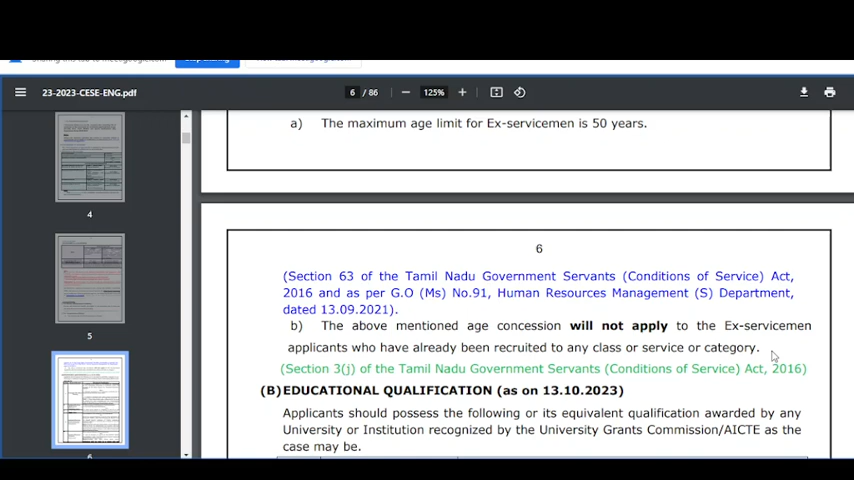 23-2023-CESE-ENG.pdf
6 / 86
125%
a) The maximum age limit for Ex-servicemen is 50 years.
4
5
6
6
(Section 63 of the Tamil Nadu Government Servants (Conditions of Service) Act,
2016 and as per G.O (Ms) No.91, Human Resources Management (S) Department,
dated 13.09.2021).
b) The above mentioned age concession will not apply to the Ex-servicemen
applicants who have already been recruited to any class or service or category.
(Section 3(j) of the Tamil Nadu Government Servants (Conditions of Service) Act, 2016)
(B)EDUCATIONAL QUALIFICATION (as on 13.10.2023)
Applicants should possess the following or its equivalent qualification awarded by any
University or Institution recognized by the University Grants Commission/AICTE as the
case may be.